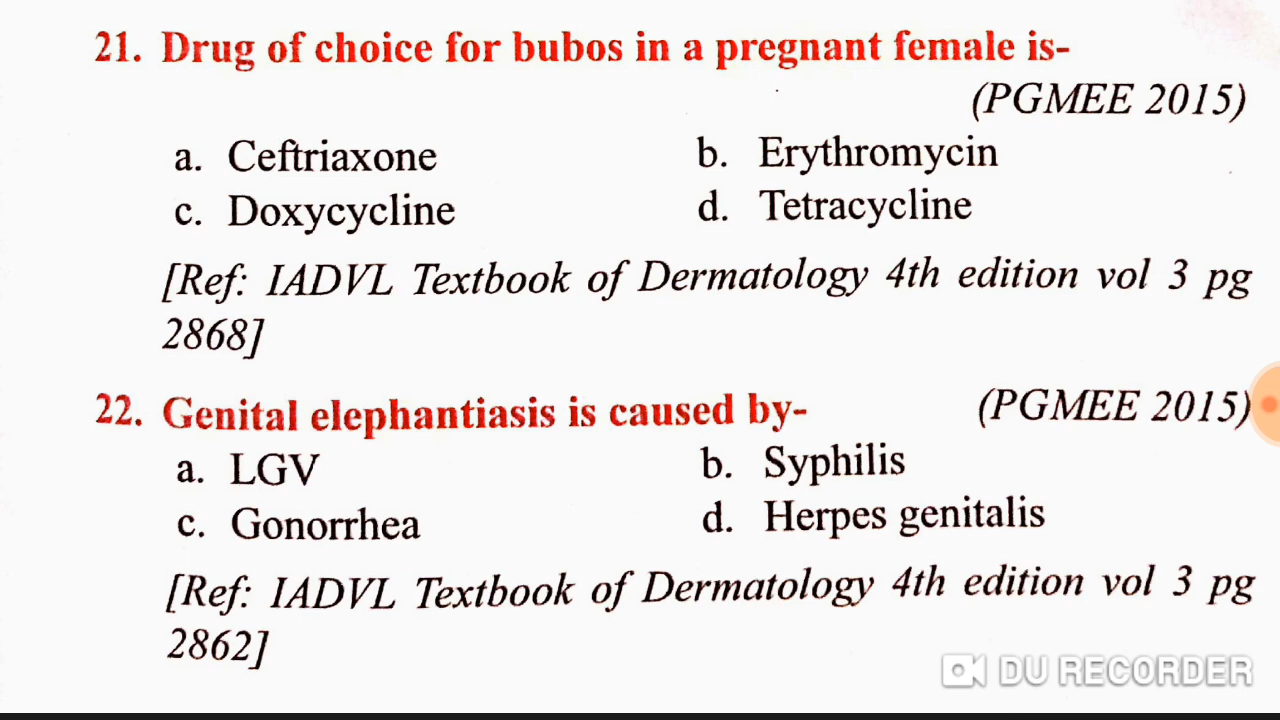 21. Drug of choice for bubos in a pregnant female is-
(PGMEE 2015)
a. Ceftriaxone b. Erythromycin
c. Doxycycline d. Tetracycline
[Ref: IADVL Textbook of Dermatology 4th edition vol 3 pg
2868]
22. Genital elephantiasis is caused by- (PGMEE 2015)
a. LGV b. Syphilis
c. Gonorrhea d. Herpes genitalis
[Ref: IADVL Textbook of Dermatology 4th edition vol 3 pg
2862]
DU RECORDER